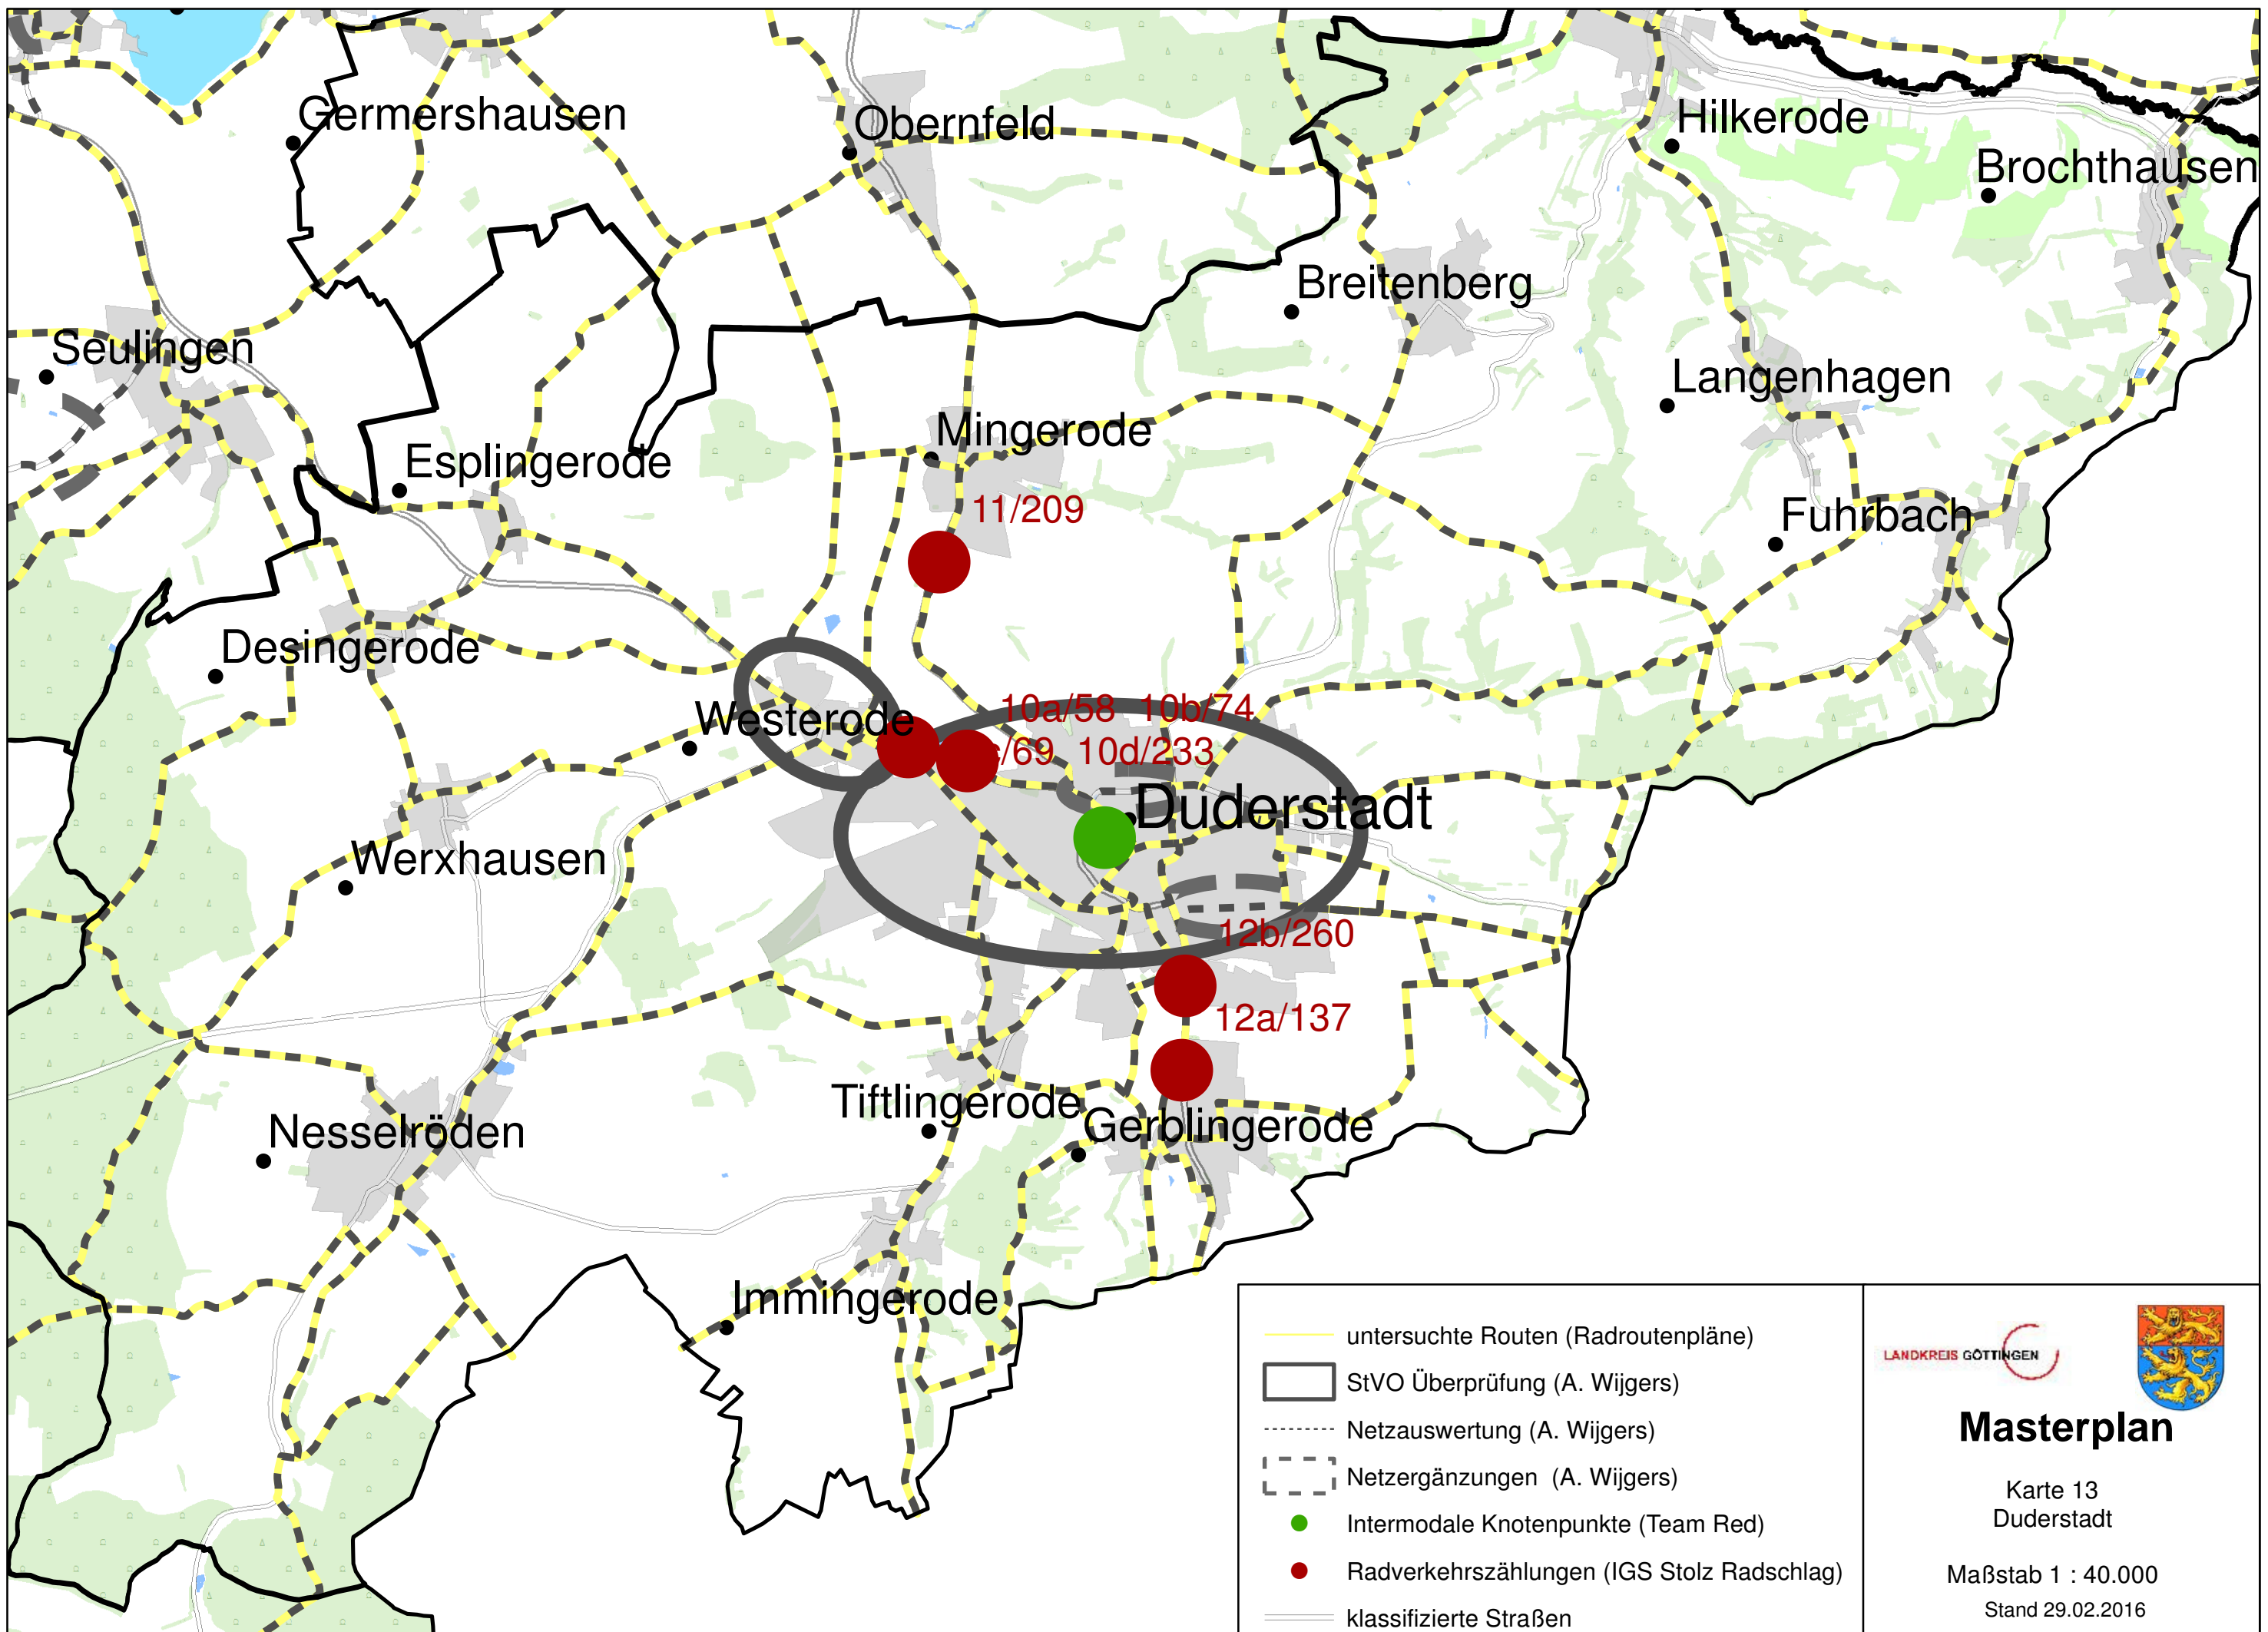 Germershausen
Obernfeld
Hilkerode
Brochthausen
Breitenberg
Seulingen
Langenhagen
Mingerode
Esplingerode
11/209
Fuhrbach
Desingerode
10a/58 10b/74
Westerode
/69 10d/233
Duderstadt
Werxhausen
12b/260
12a/137
Tiftlingerode
Gerblingerode
Nesselröden
Immingerode
untersuchte Routen (Radroutenpläne)
StVO Überprüfung (A. Wijgers)
Netzauswertung (A. Wijgers)
Netzergänzungen (A. Wijgers)
Intermodale Knotenpunkte (Team Red)
Radverkehrszählungen (IGS Stolz Radschlag)
klassifizierte Straßen
LANDKREIS GÖTTINGEN
Masterplan
Karte 13
Duderstadt
Maßstab 1 : 40.000
Stand 29.02.2016